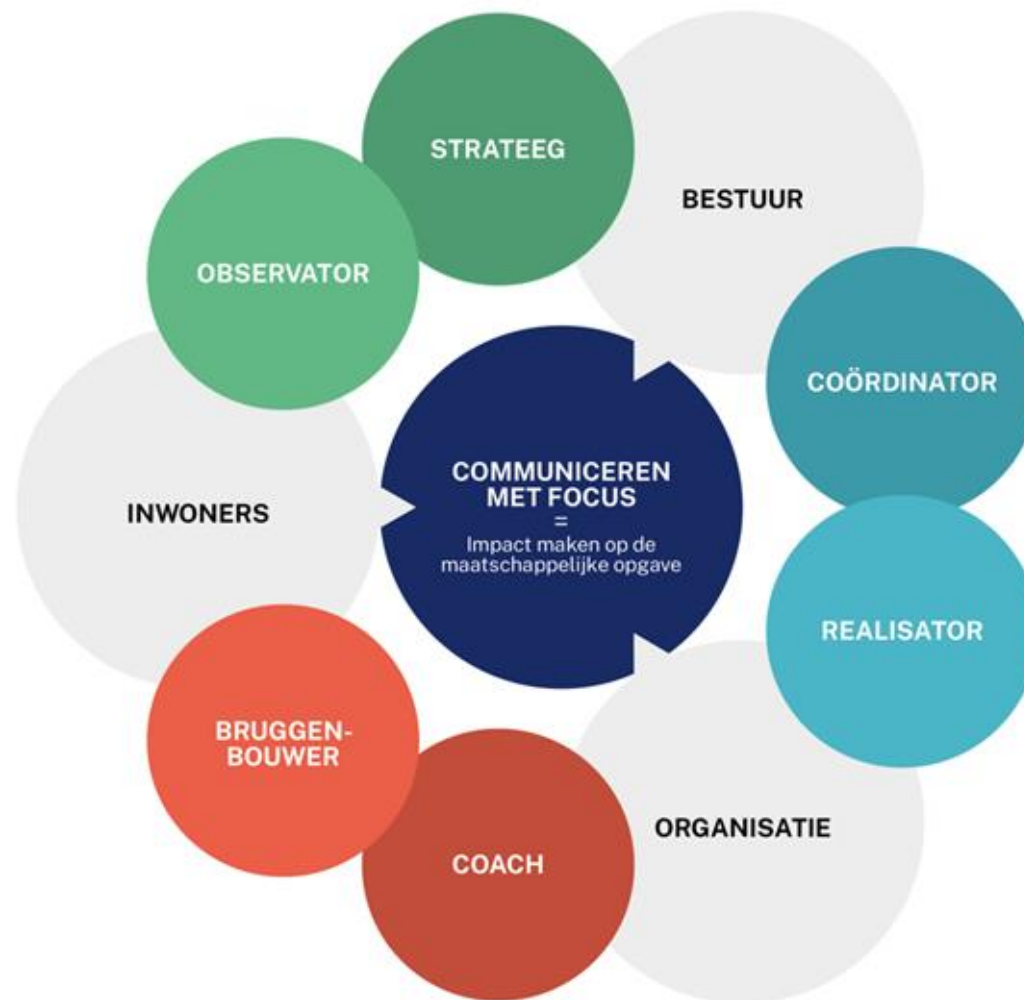 STRATEEG
BESTUUR
OBSERVATOR
COÖRDINATOR
COMMUNICEREN
MET FOCUS
=
Impact maken op de
maatschappelijke opgave
INWONERS
REALISATOR
BRUGGEN-
BOUWER
ORGANISATIE
COACH